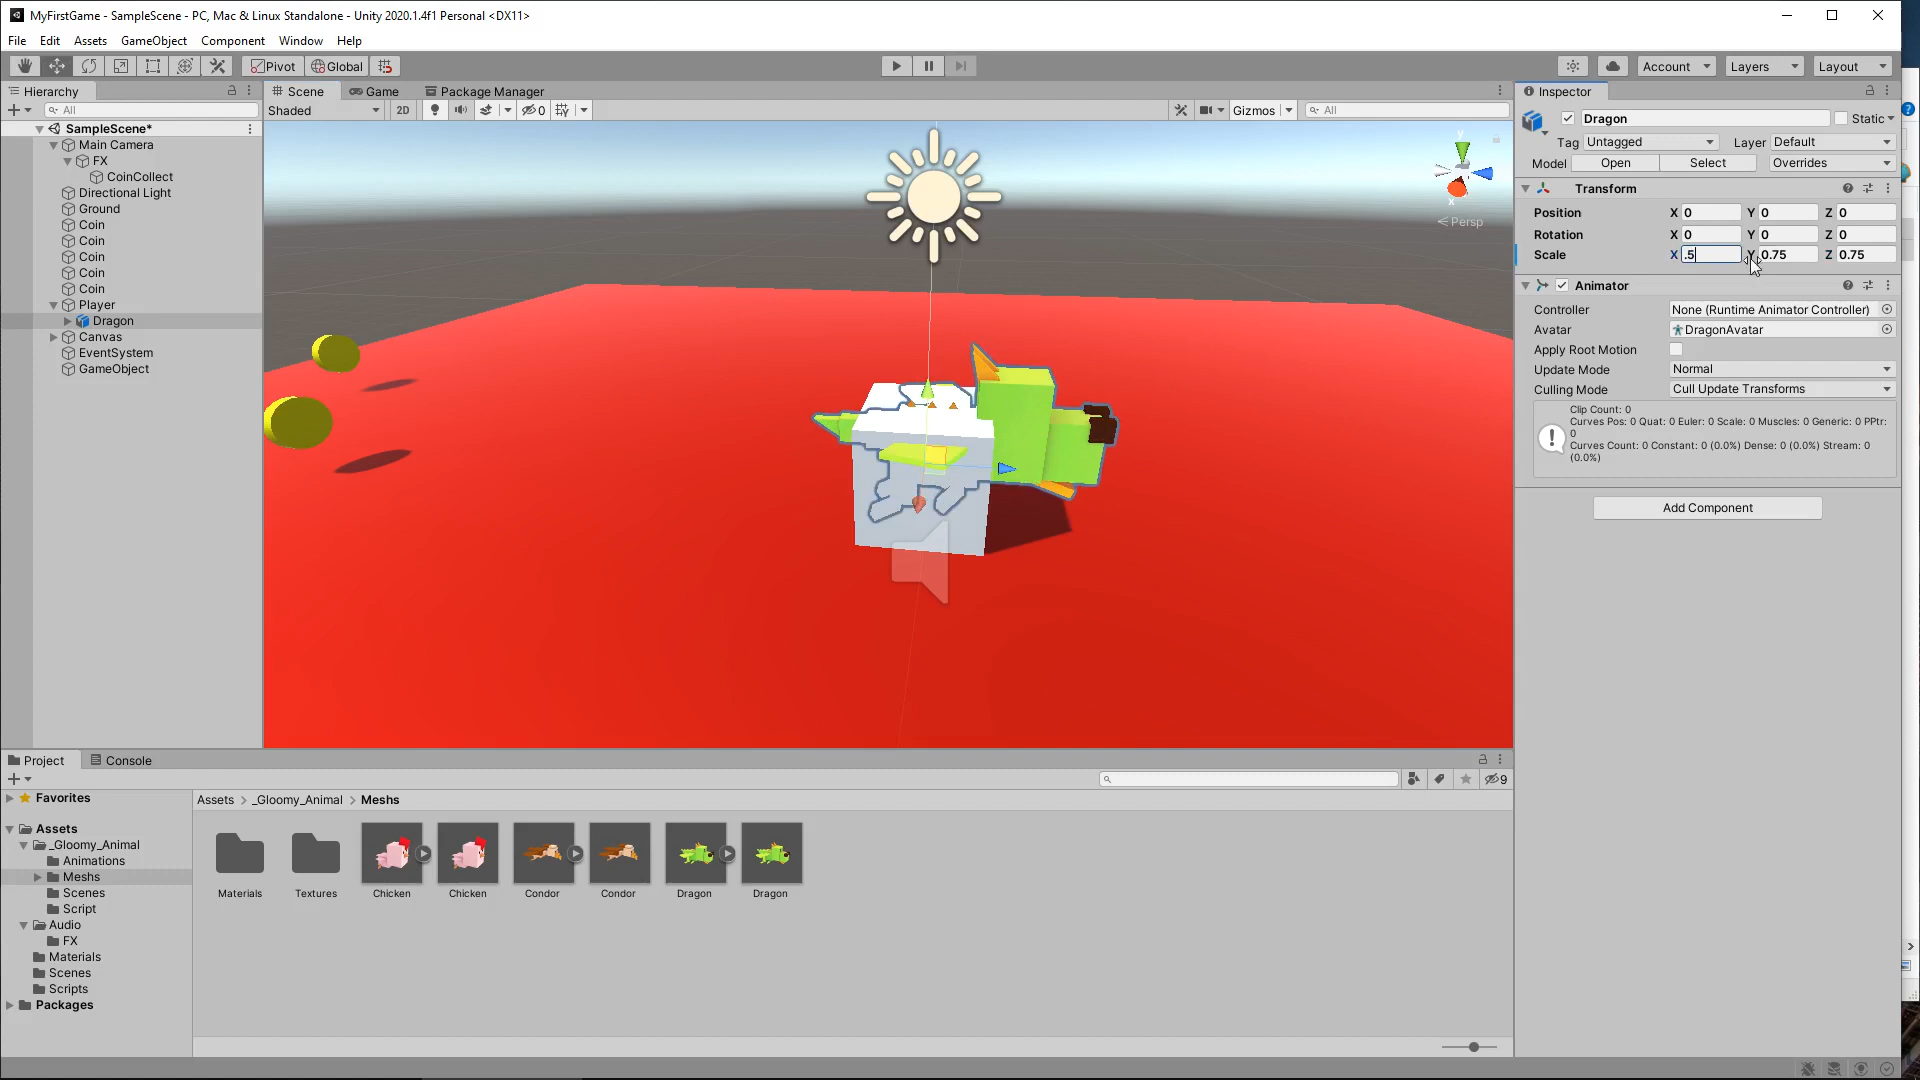 MyFirstGame - SampleScene - PC, Mac & Linux Standalone - Unity 2020.1.4f1 Personal <DX11>
File Edit Assets GameObject Component Window Help
Pivot Global Account Layers Layout
Hierarchy
All
SampleScene*
Main Camera
FX
CoinCollect
Directional Light
Ground
Coin
Coin
Coin
Coin
Coin
Player
Dragon
Canvas
EventSystem
GameObject
Scene Game Package Manager
Shaded 2D 0 Gizmos All
y
x
Persp
Inspector
Dragon Static
Tag Untagged Layer Default
Model Open Select Overrides
Transform
Position X 0 Y 0 Z 0
Rotation X 0 Y 0 Z 0
Scale X .5 Y 0.75 Z 0.75
Animator
Controller None (Runtime Animator Controller)
Avatar DragonAvatar
Apply Root Motion
Update Mode Normal
Culling Mode Cull Update Transforms
Clip Count: 0
Curves Pos: 0 Quat: 0 Euler: 0 Scale: 0 Muscles: 0 Generic: 0 PPtr:
0
Curves Count: 0 Constant: 0 (0.0%) Dense: 0 (0.0%) Stream: 0
(0.0%)
Add Component
Project Console
9
Favorites
Assets
_Gloomy_Animal
Animations
Meshs
Scenes
Script
Audio
FX
Materials
Scenes
Scripts
Packages
Assets > _Gloomy_Animal > Meshs
Materials Textures Chicken Chicken Condor Condor Dragon Dragon